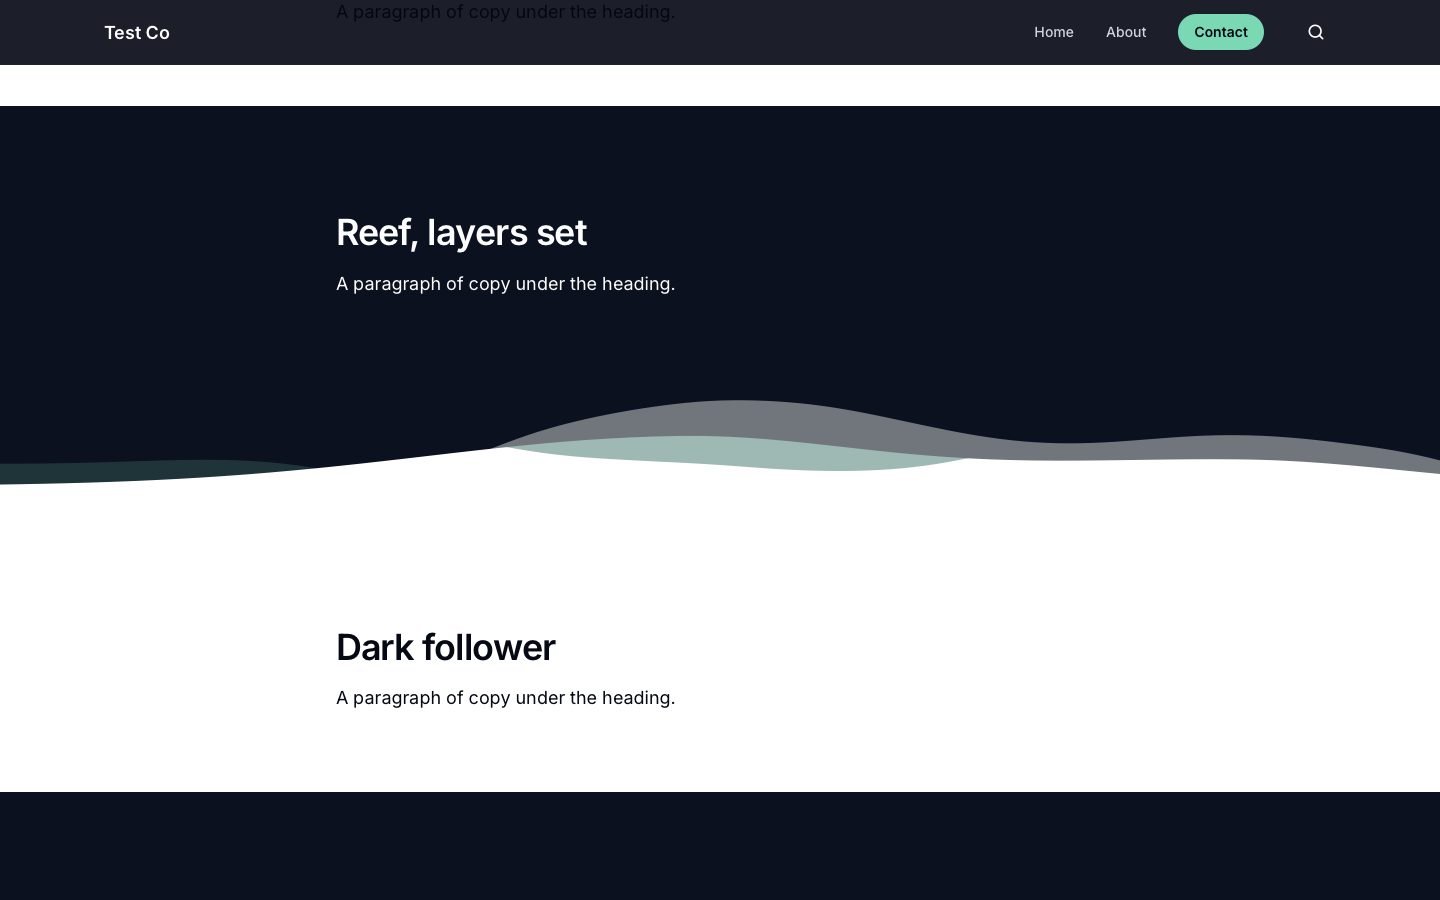 A paragraph of copy under the heading.
Test Co
Home
About
Contact
Reef, layers set
A paragraph of copy under the heading.
Dark follower
A paragraph of copy under the heading.